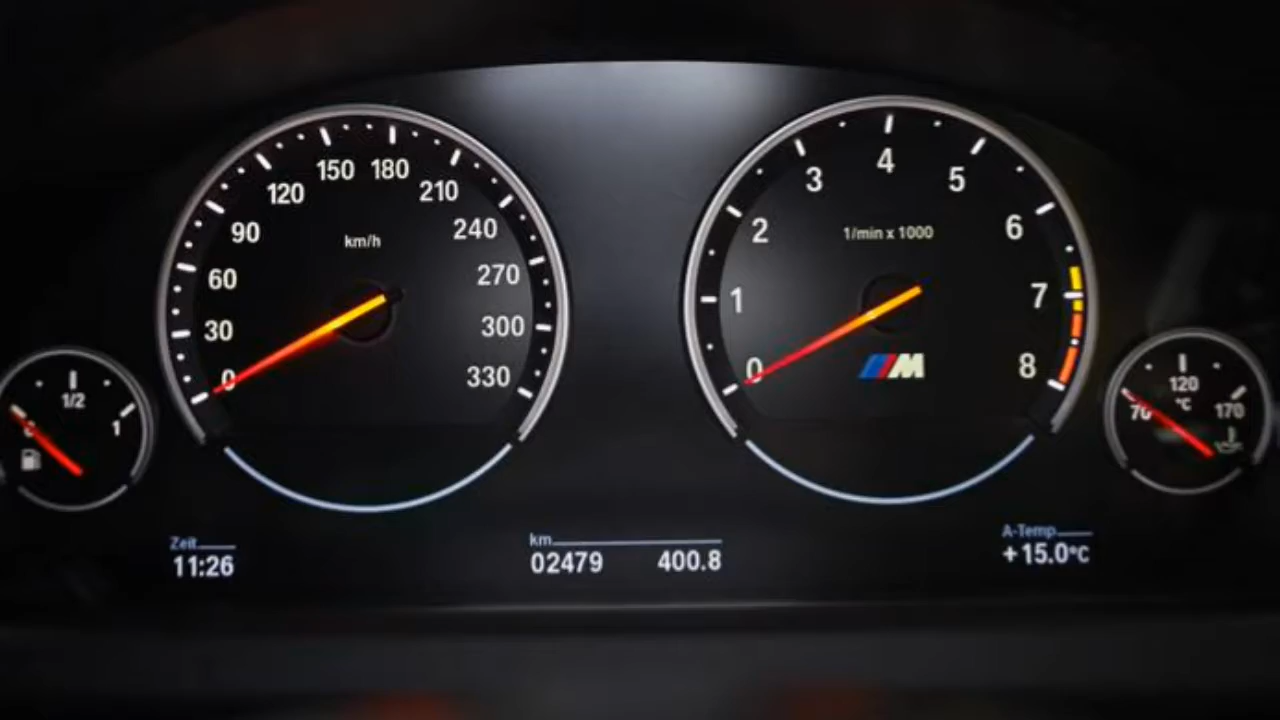 150 180
120 210
90 240
km/h
60 270
30 300
0 330
4
3 5
2 6
1/min x 1000
1 7
0 8
M
1/2
0 1
120
°C
70 170
Zeit
11:26
km
02479 400.8
A-Temp
+15.0°C